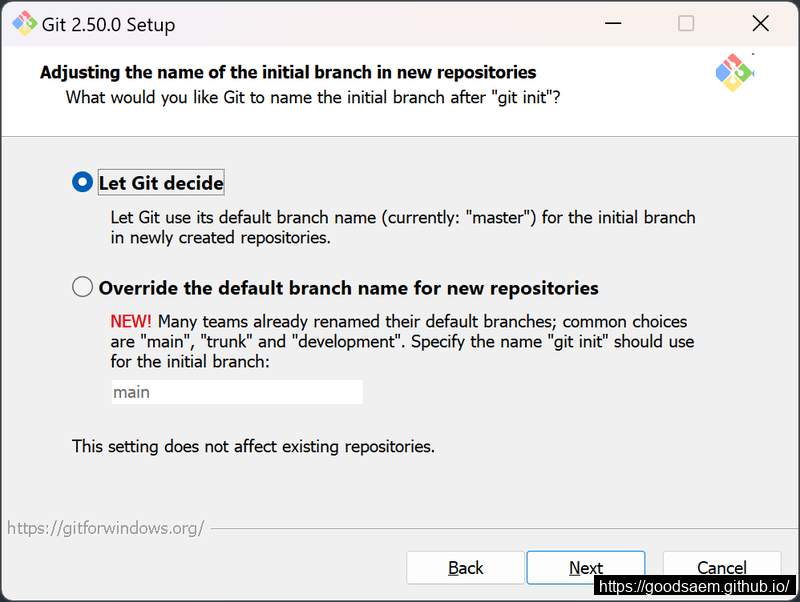 Git 2.50.0 Setup
Adjusting the name of the initial branch in new repositories
What would you like Git to name the initial branch after "git init"?
Let Git decide
Let Git use its default branch name (currently: "master") for the initial branch
in newly created repositories.
Override the default branch name for new repositories
NEW! Many teams already renamed their default branches; common choices
are "main", "trunk" and "development". Specify the name "git init" should use
for the initial branch:
main
This setting does not affect existing repositories.
https://gitforwindows.org/
Back Next Cancel
https://goodsaem.github.io/